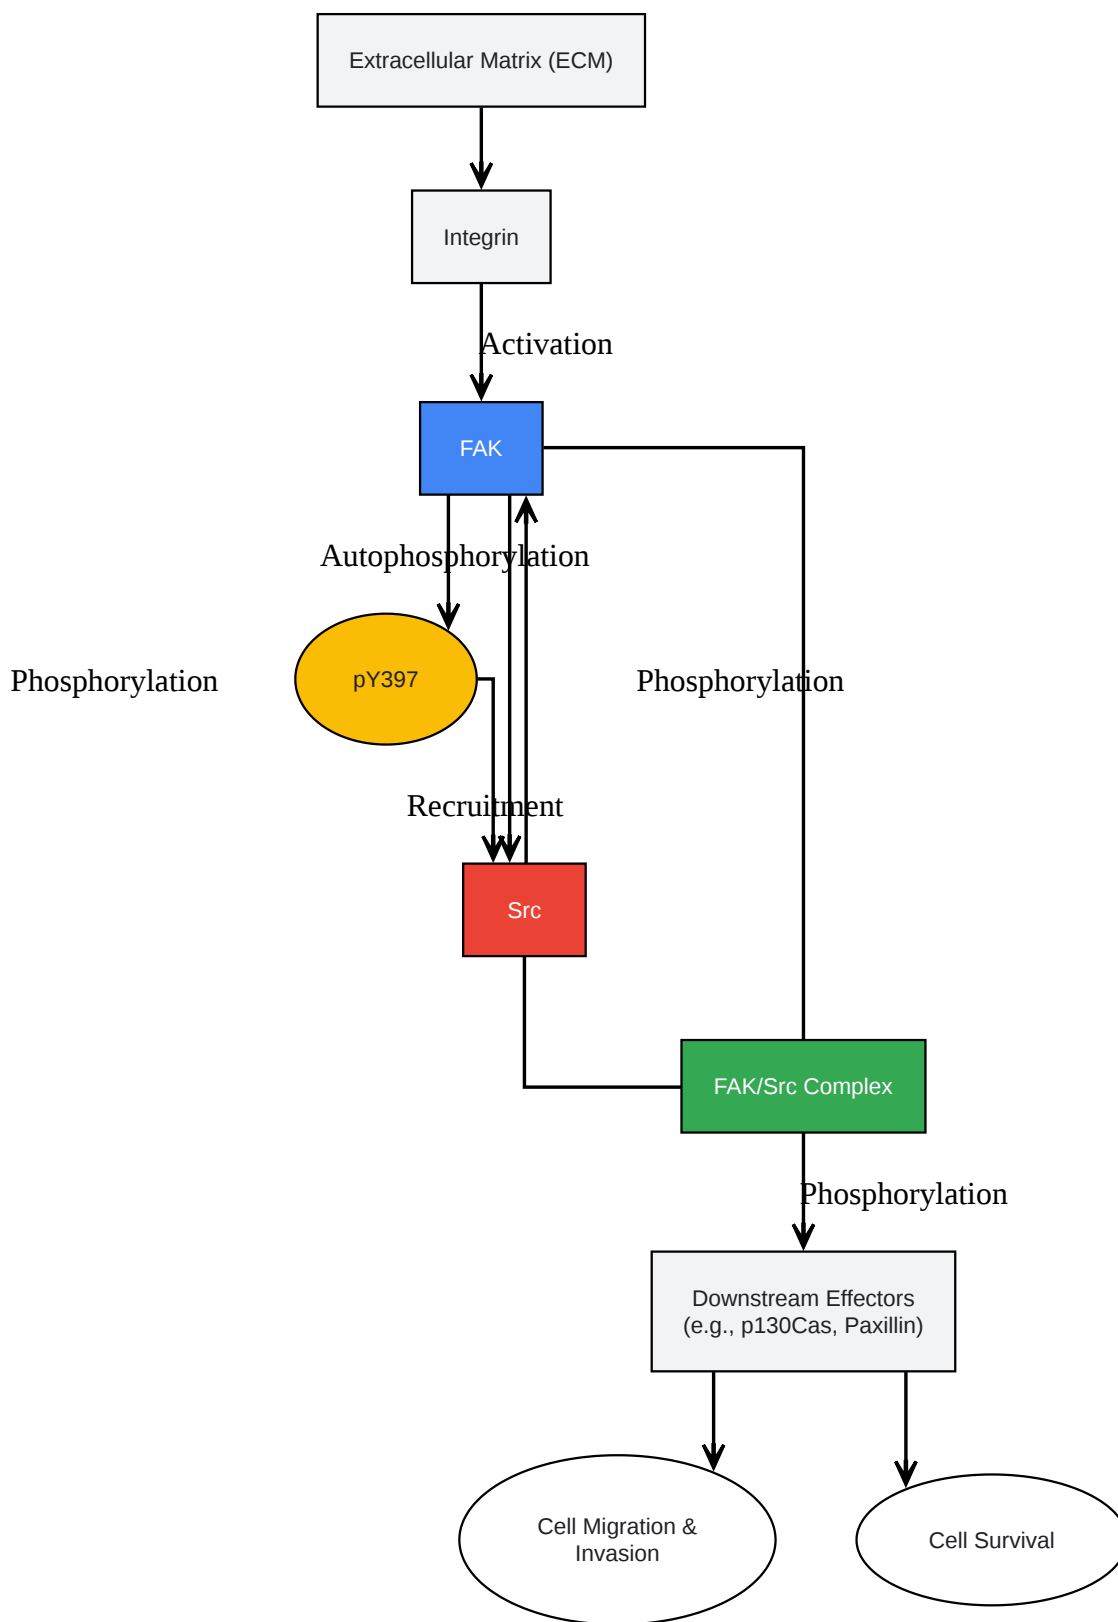 Extracellular Matrix (ECM)
Integrin
Activation
FAK
Autophosphorylation
Phosphorylation
pY397
Phosphorylation
Recruitment
Src
FAK/Src Complex
Phosphorylation
Downstream Effectors
(e.g., p130Cas, Paxillin)
Cell Migration &
Invasion
Cell Survival